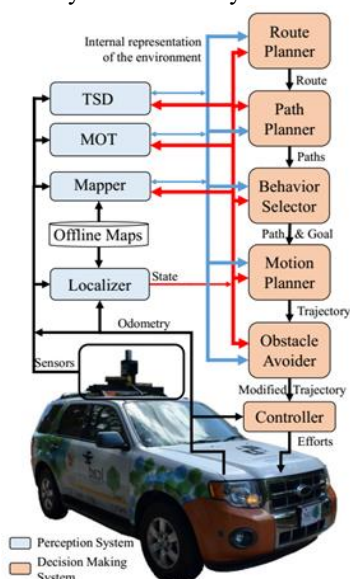 Internal representation
of the environment
Route
Planner
Route
TSD
Path
Planner
MOT
Paths
Mapper
Behavior
Selector
Offline Maps
Path & Goal
Localizer
State
Motion
Planner
Trajectory
Odometry
Obstacle
Avoider
Sensors
Modified Trajectory
Controller
Efforts
Perception System
Decision Making
System